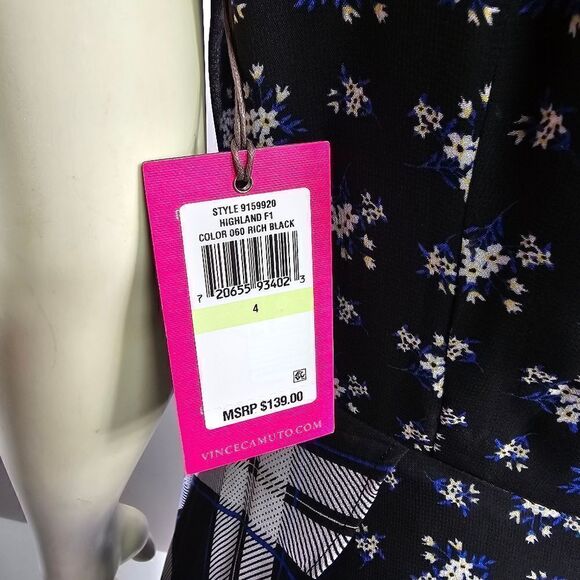 STYLE 9159920
HIGHLAND F1
COLOR 060 RICH BLACK
7 20655 93402 3
4
MSRP $139.00
VINCECAMUTO.COM